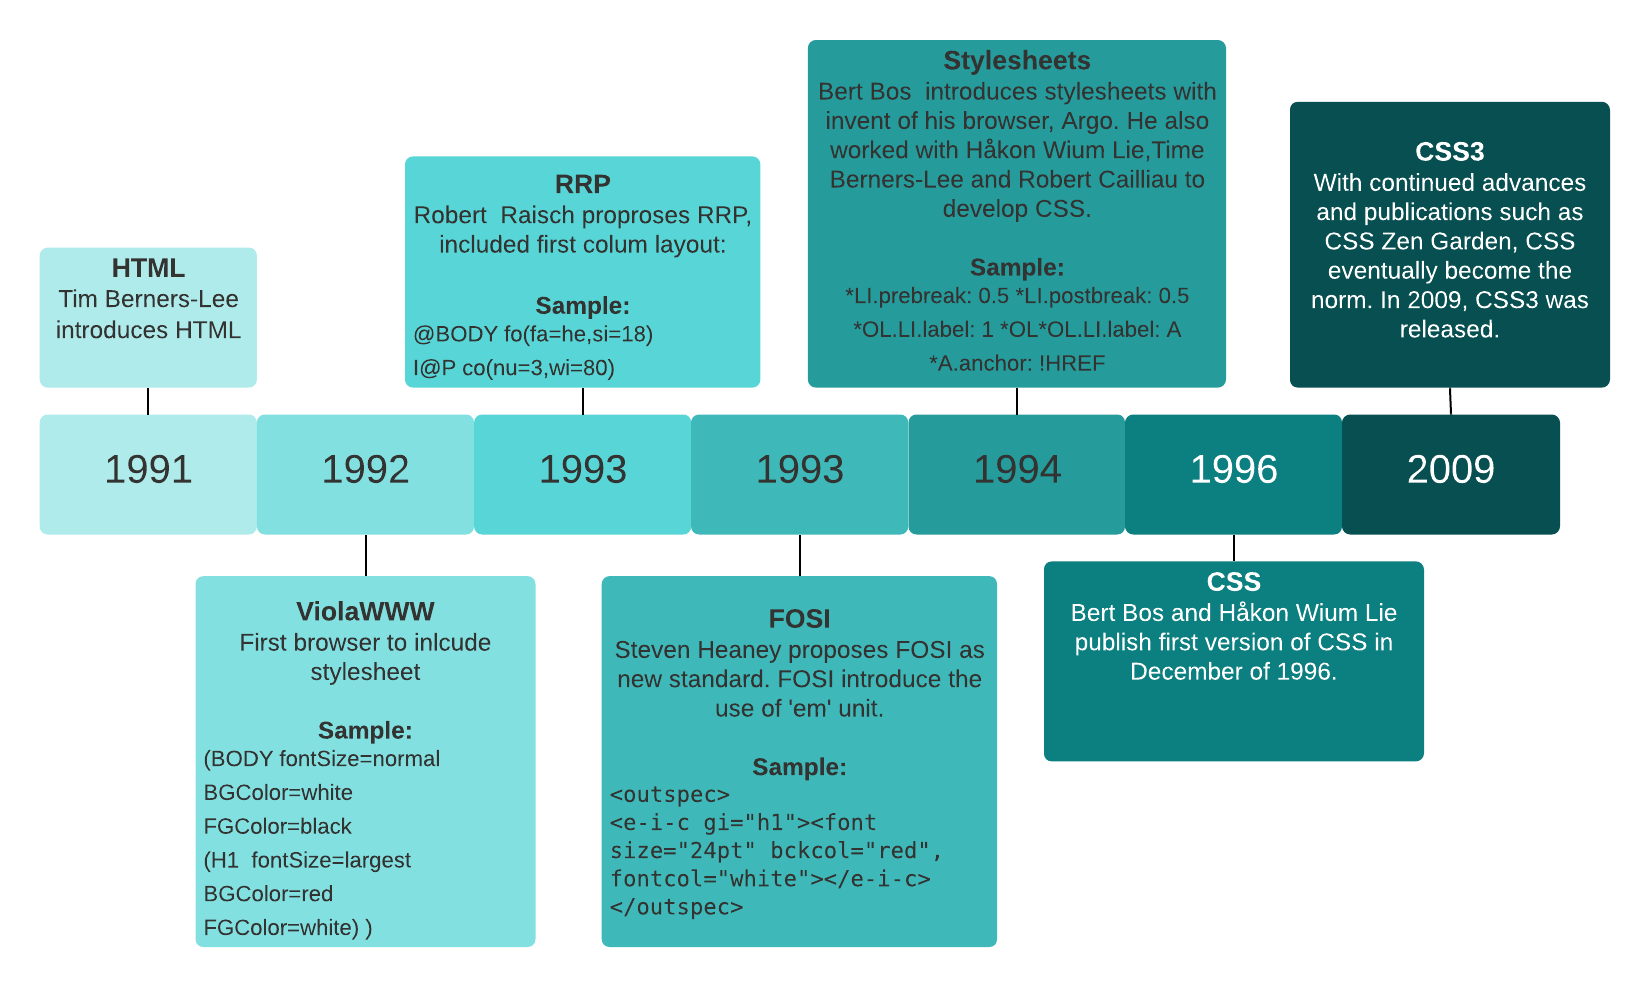 HTML
Tim Berners-Lee
introduces HTML
RRP
Robert  Raisch proproses RRP,
included first colum layout:
Sample:
@BODY fo(fa=he,si=18)
I@P co(nu=3,wi=80)
Stylesheets
Bert Bos  introduces stylesheets with
invent of his browser, Argo. He also
worked with Håkon Wium Lie,Time
Berners-Lee and Robert Cailliau to
develop CSS.
Sample:
*LI.prebreak: 0.5 *LI.postbreak: 0.5
*OL.LI.label: 1 *OL*OL.LI.label: A
*A.anchor: !HREF
CSS3
With continued advances
and publications such as
CSS Zen Garden, CSS
eventually become the
norm. In 2009, CSS3 was
released.
1991
1992
1993
1993
1994
1996
2009
ViolaWWW
First browser to inlcude
stylesheet
Sample:
(BODY fontSize=normal
BGColor=white
FGColor=black
(H1  fontSize=largest
BGColor=red
FGColor=white) )
FOSI
Steven Heaney proposes FOSI as
new standard. FOSI introduce the
use of 'em' unit.
Sample:
<outspec>
<e-i-c gi="h1"><font
size="24pt" bckcol="red",
fontcol="white"></e-i-c>
</outspec>
CSS
Bert Bos and Håkon Wium Lie
publish first version of CSS in
December of 1996.